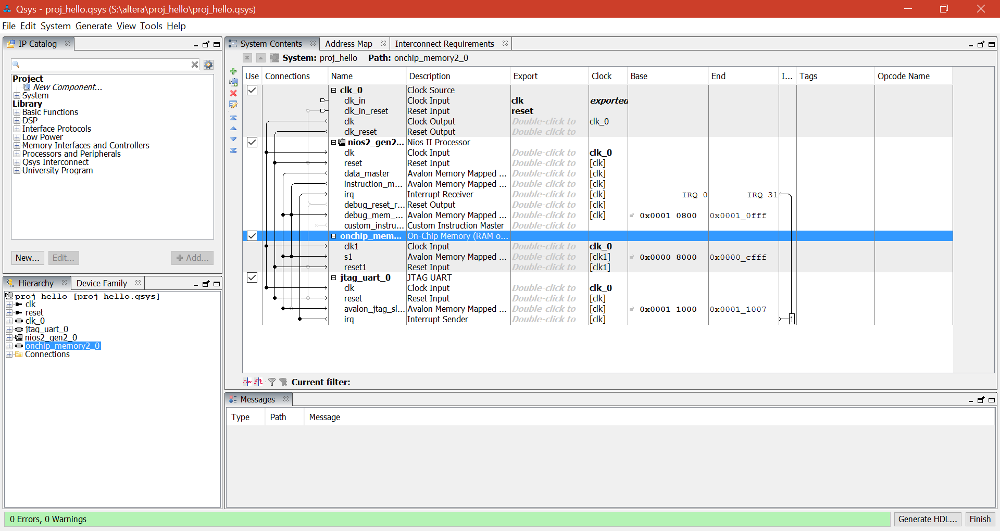 Qsys - proj_hello.qsys (S:\altera\proj_hello\proj_hello.qsys)
File Edit System Generate View Tools Help
IP Catalog
Project
New Component...
System
Library
Basic Functions
DSP
Interface Protocols
Low Power
Memory Interfaces and Controllers
Processors and Peripherals
Qsys Interconnect
University Program
New... Edit... Add...
Hierarchy Device Family
proj_hello [proj_hello.qsys]
clk
reset
clk_0
jtag_uart_0
nios2_gen2_0
onchip_memory2_0
Connections
System Contents Address Map Interconnect Requirements
System: proj_hello Path: onchip_memory2_0
Use Connections Name Description Export Clock Base End I... Tags Opcode Name
clk_0 Clock Source
clk_in Clock Input clk exported
clk_in_reset Reset Input reset
clk Clock Output Double-click to clk_0
clk_reset Reset Output Double-click to
nios2_gen2... Nios II Processor
clk Clock Input Double-click to clk_0
reset Reset Input Double-click to [clk]
data_master Avalon Memory Mapped ... Double-click to [clk]
instruction_m... Avalon Memory Mapped ... Double-click to [clk]
irq Interrupt Receiver Double-click to [clk] IRQ 0 IRQ 31
debug_reset_r... Reset Output Double-click to [clk]
debug_mem_... Avalon Memory Mapped ... Double-click to [clk] 0x0001_0800 0x0001_0fff
custom_instru... Custom Instruction Master Double-click to
onchip_mem... On-Chip Memory (RAM o...
clk1 Clock Input Double-click to clk_0
s1 Avalon Memory Mapped ... Double-click to [clk1] 0x0000_8000 0x0000_cfff
reset1 Reset Input Double-click to [clk1]
jtag_uart_0 JTAG UART
clk Clock Input Double-click to clk_0
reset Reset Input Double-click to [clk]
avalon_jtag_sl... Avalon Memory Mapped ... Double-click to [clk] 0x0001_1000 0x0001_1007
irq Interrupt Sender Double-click to [clk] 1
Current filter:
Messages
Type Path Message
0 Errors, 0 Warnings
Generate HDL... Finish